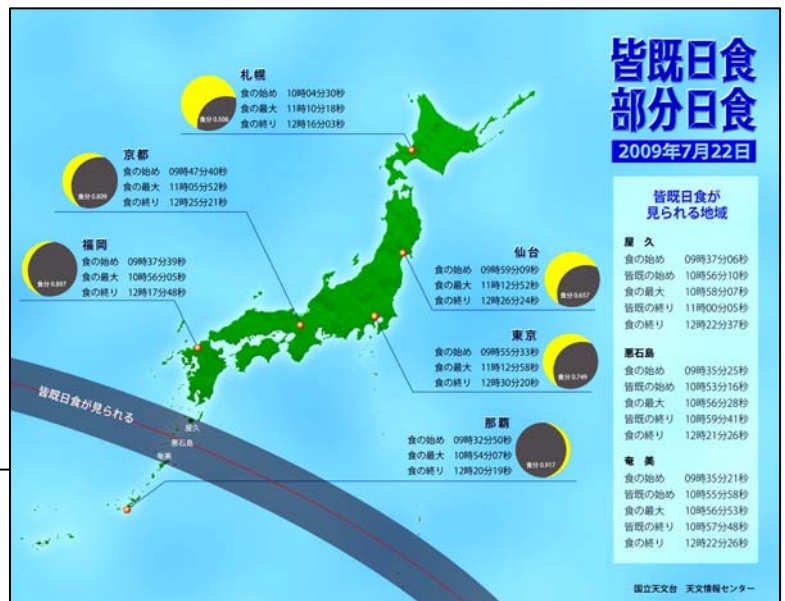 皆既日食
部分日食
2009年7月22日
札幌
食の始め 10時04分30秒
食の最大 11時10分18秒
食の終り 12時16分03秒
食分0.508
京都
食の始め 09時47分40秒
食の最大 11時05分52秒
食の終り 12時25分21秒
食分0.809
福岡
食の始め 09時37分39秒
食の最大 10時56分05秒
食の終り 12時17分48秒
食分0.897
仙台
食の始め 09時59分09秒
食の最大 11時12分52秒
食の終り 12時26分24秒
食分0.657
東京
食の始め 09時55分33秒
食の最大 11時12分58秒
食の終り 12時30分20秒
食分0.749
那覇
食の始め 09時32分50秒
食の最大 10時54分07秒
食の終り 12時20分19秒
食分0.917
皆既日食が見られる
屋久
悪石島
奄美
皆既日食が
見られる地域
屋 久
食の始め 09時37分06秒
皆既の始め 10時56分10秒
食の最大 10時58分07秒
皆既の終り 11時00分05秒
食の終り 12時22分37秒
悪石島
食の始め 09時35分25秒
皆既の始め 10時53分16秒
食の最大 10時56分28秒
皆既の終り 10時59分41秒
食の終り 12時21分26秒
奄 美
食の始め 09時35分21秒
皆既の始め 10時55分58秒
食の最大 10時56分53秒
皆既の終り 10時57分48秒
食の終り 12時22分26秒
国立天文台 天文情報センター